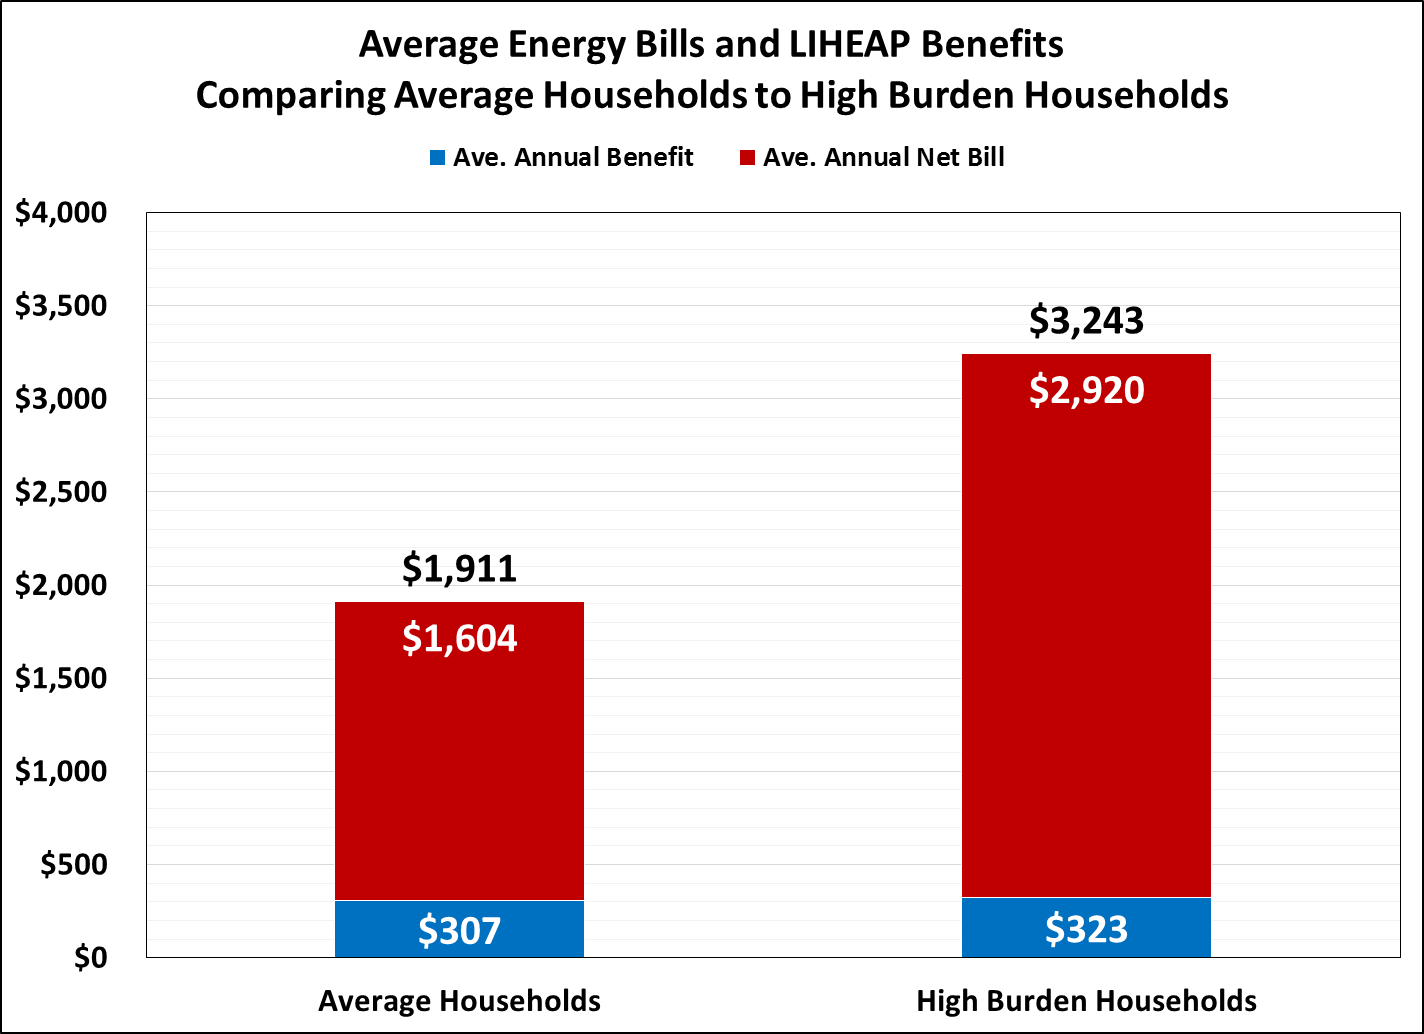 Average Energy Bills and LIHEAP Benefits
Comparing Average Households to High Burden Households
Ave. Annual Benefit
Ave. Annual Net Bill
$4,000
$3,500
$3,000
$2,500
$2,000
$1,500
$1,000
$500
$0
$1,911
$1,604
$307
$3,243
$2,920
$323
Average Households
High Burden Households